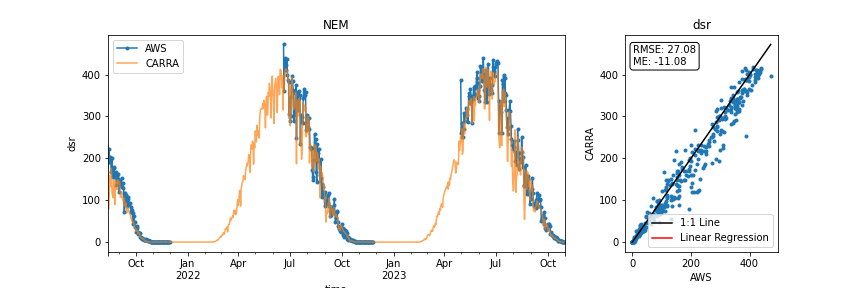 NEM
AWS
CARRA
dsr
400
300
200
100
0
Oct
Jan
2022
Apr
Jul
Oct
Jan
2023
Apr
Jul
Oct
dsr
RMSE: 27.08
ME: -11.08
CARRA
400
300
200
100
0
1:1 Line
Linear Regression
0
200
400
AWS